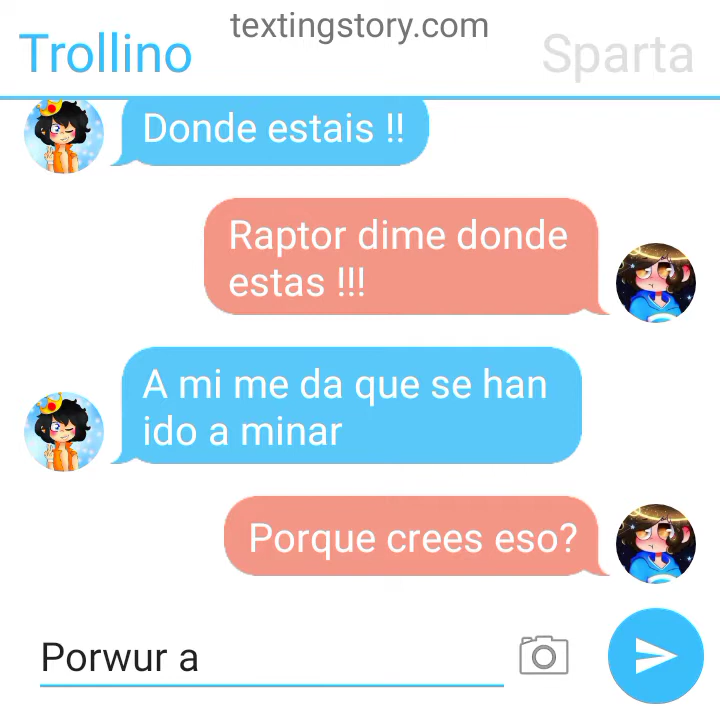 textingstory.com
Trollino
Sparta
Donde estais !!
Raptor dime donde
estas !!!
A mi me da que se han
ido a minar
Porque crees eso?
Porwur a